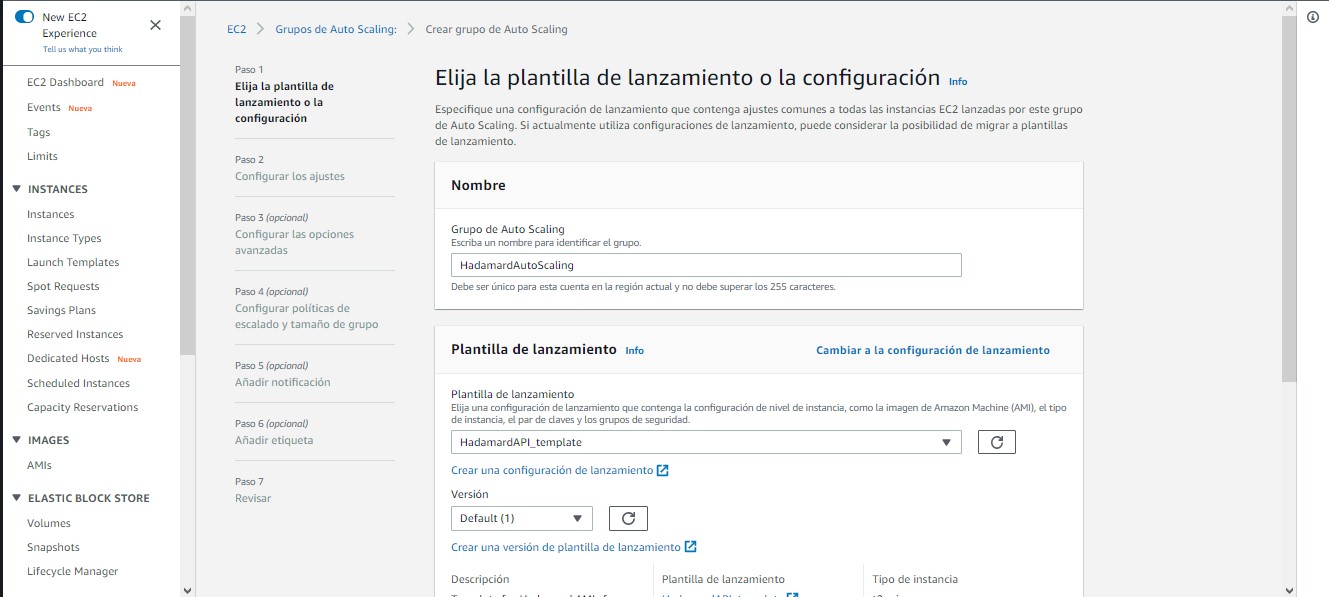 New EC2
Experience
Tell us what you think
EC2 Dashboard Nueva
Events Nueva
Tags
Limits
INSTANCES
Instances
Instance Types
Launch Templates
Spot Requests
Savings Plans
Reserved Instances
Dedicated Hosts Nueva
Scheduled Instances
Capacity Reservations
IMAGES
AMIs
ELASTIC BLOCK STORE
Volumes
Snapshots
Lifecycle Manager
EC2 > Grupos de Auto Scaling: > Crear grupo de Auto Scaling
Paso 1
Elija la plantilla de
lanzamiento o la
configuración
Paso 2
Configurar los ajustes
Paso 3 (opcional)
Configurar las opciones
avanzadas
Paso 4 (opcional)
Configurar políticas de
escalado y tamaño de grupo
Paso 5 (opcional)
Añadir notificación
Paso 6 (opcional)
Añadir etiqueta
Paso 7
Revisar
Elija la plantilla de lanzamiento o la configuración Info
Especifique una configuración de lanzamiento que contenga ajustes comunes a todas las instancias EC2 lanzadas por este grupo
de Auto Scaling. Si actualmente utiliza configuraciones de lanzamiento, puede considerar la posibilidad de migrar a plantillas
de lanzamiento.
Nombre
Grupo de Auto Scaling
Escriba un nombre para identificar el grupo.
HadamardAutoScaling
Debe ser único para esta cuenta en la región actual y no debe superar los 255 caracteres.
Plantilla de lanzamiento Info
Cambiar a la configuración de lanzamiento
Plantilla de lanzamiento
Elija una configuración de lanzamiento que contenga la configuración de nivel de instancia, como la imagen de Amazon Machine (AMI), el tipo
de instancia, el par de claves y los grupos de seguridad.
HadamardAPI_template
Crear una configuración de lanzamiento
Versión
Default (1)
Crear una versión de plantilla de lanzamiento
Descripción
Plantilla de lanzamiento
Tipo de instancia